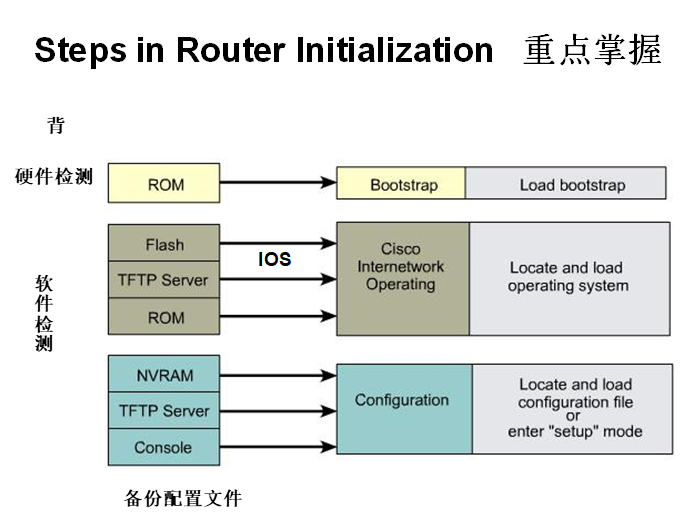 Steps in Router Initialization 重点掌握
背
硬件检测
ROM
Bootstrap
Load bootstrap
软件检测
Flash
TFTP Server
ROM
IOS
Cisco
Internetwork
Operating
Locate and load
operating system
NVRAM
TFTP Server
Console
Configuration
Locate and load
configuration file
or
enter "setup" mode
备份配置文件